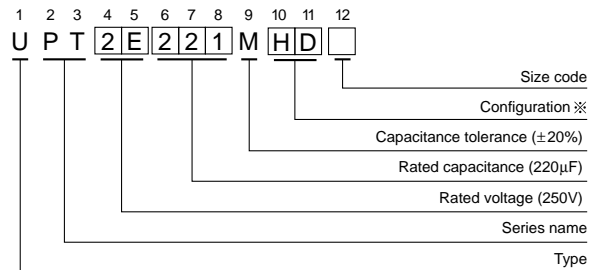 1 2 3 4 5 6 7 8 9 10 11 12
U P T 2 E 2 2 1 M H D
Size code
Configuration ※
Capacitance tolerance (±20%)
Rated capacitance (220µF)
Rated voltage (250V)
Series name
Type